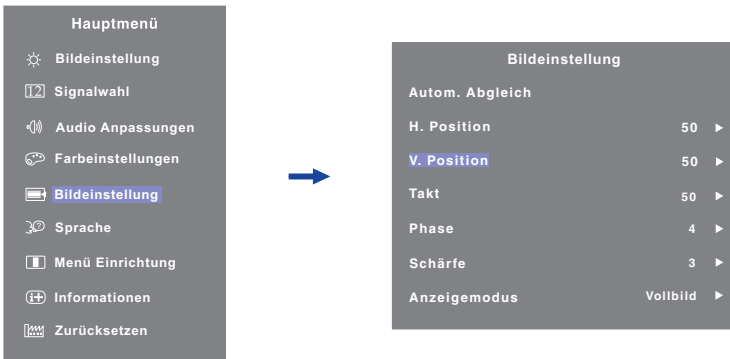 Hauptmenü
Bildeinstellung
12 Signalwahl
Audio Anpassungen
Farbeinstellungen
Bildeinstellung
Sprache
Menü Einrichtung
Informationen
Zurücksetzen
Bildeinstellung
Autom. Abgleich
H. Position 50
V. Position 50
Takt 50
Phase 4
Schärfe 3
Anzeigemodus Vollbild